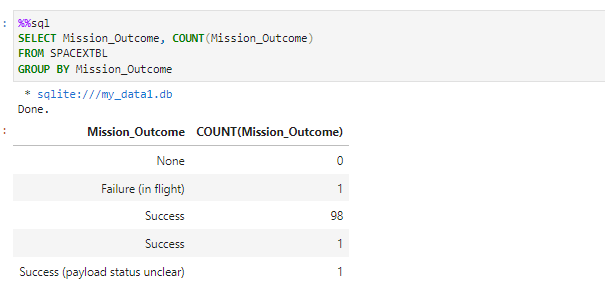 :
%%sql
SELECT Mission_Outcome, COUNT(Mission_Outcome)
FROM SPACEXTBL
GROUP BY Mission_Outcome
* sqlite:///my_data1.db
Done.
:
Mission_Outcome COUNT(Mission_Outcome)
None 0
Failure (in flight) 1
Success 98
Success 1
Success (payload status unclear) 1